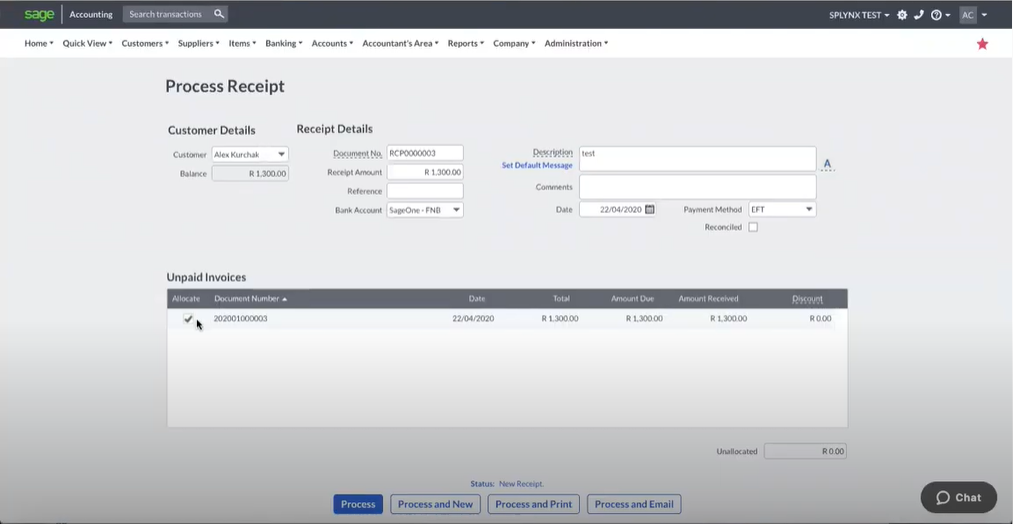 sage Accounting Search transactions SPLYNX TEST AC
Home Quick View Customers Suppliers Items Banking Accounts Accountant's Area Reports Company Administration
Process Receipt
Customer Details
Customer Alex Kurchak
Balance R 1,300.00
Receipt Details
Document No. RCP0000003
Receipt Amount R 1,300.00
Reference
Bank Account SageOne - FNB
Description test
Set Default Message
A
Comments
Date 22/04/2020 Payment Method EFT
Reconciled
Unpaid Invoices
Allocate Document Number Date Total Amount Due Amount Received Discount
202001000003 22/04/2020 R 1,300.00 R 1,300.00 R 1,300.00 R 0.00
Unallocated R 0.00
Status: New Receipt.
Process Process and New Process and Print Process and Email
Chat